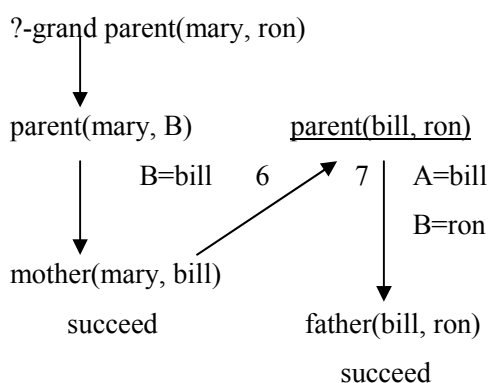 ?-grand parent(mary, ron)
parent(mary, B) parent(bill, ron)
B=bill 6 7 A=bill
B=ron
mother(mary, bill)
succeed father(bill, ron)
succeed